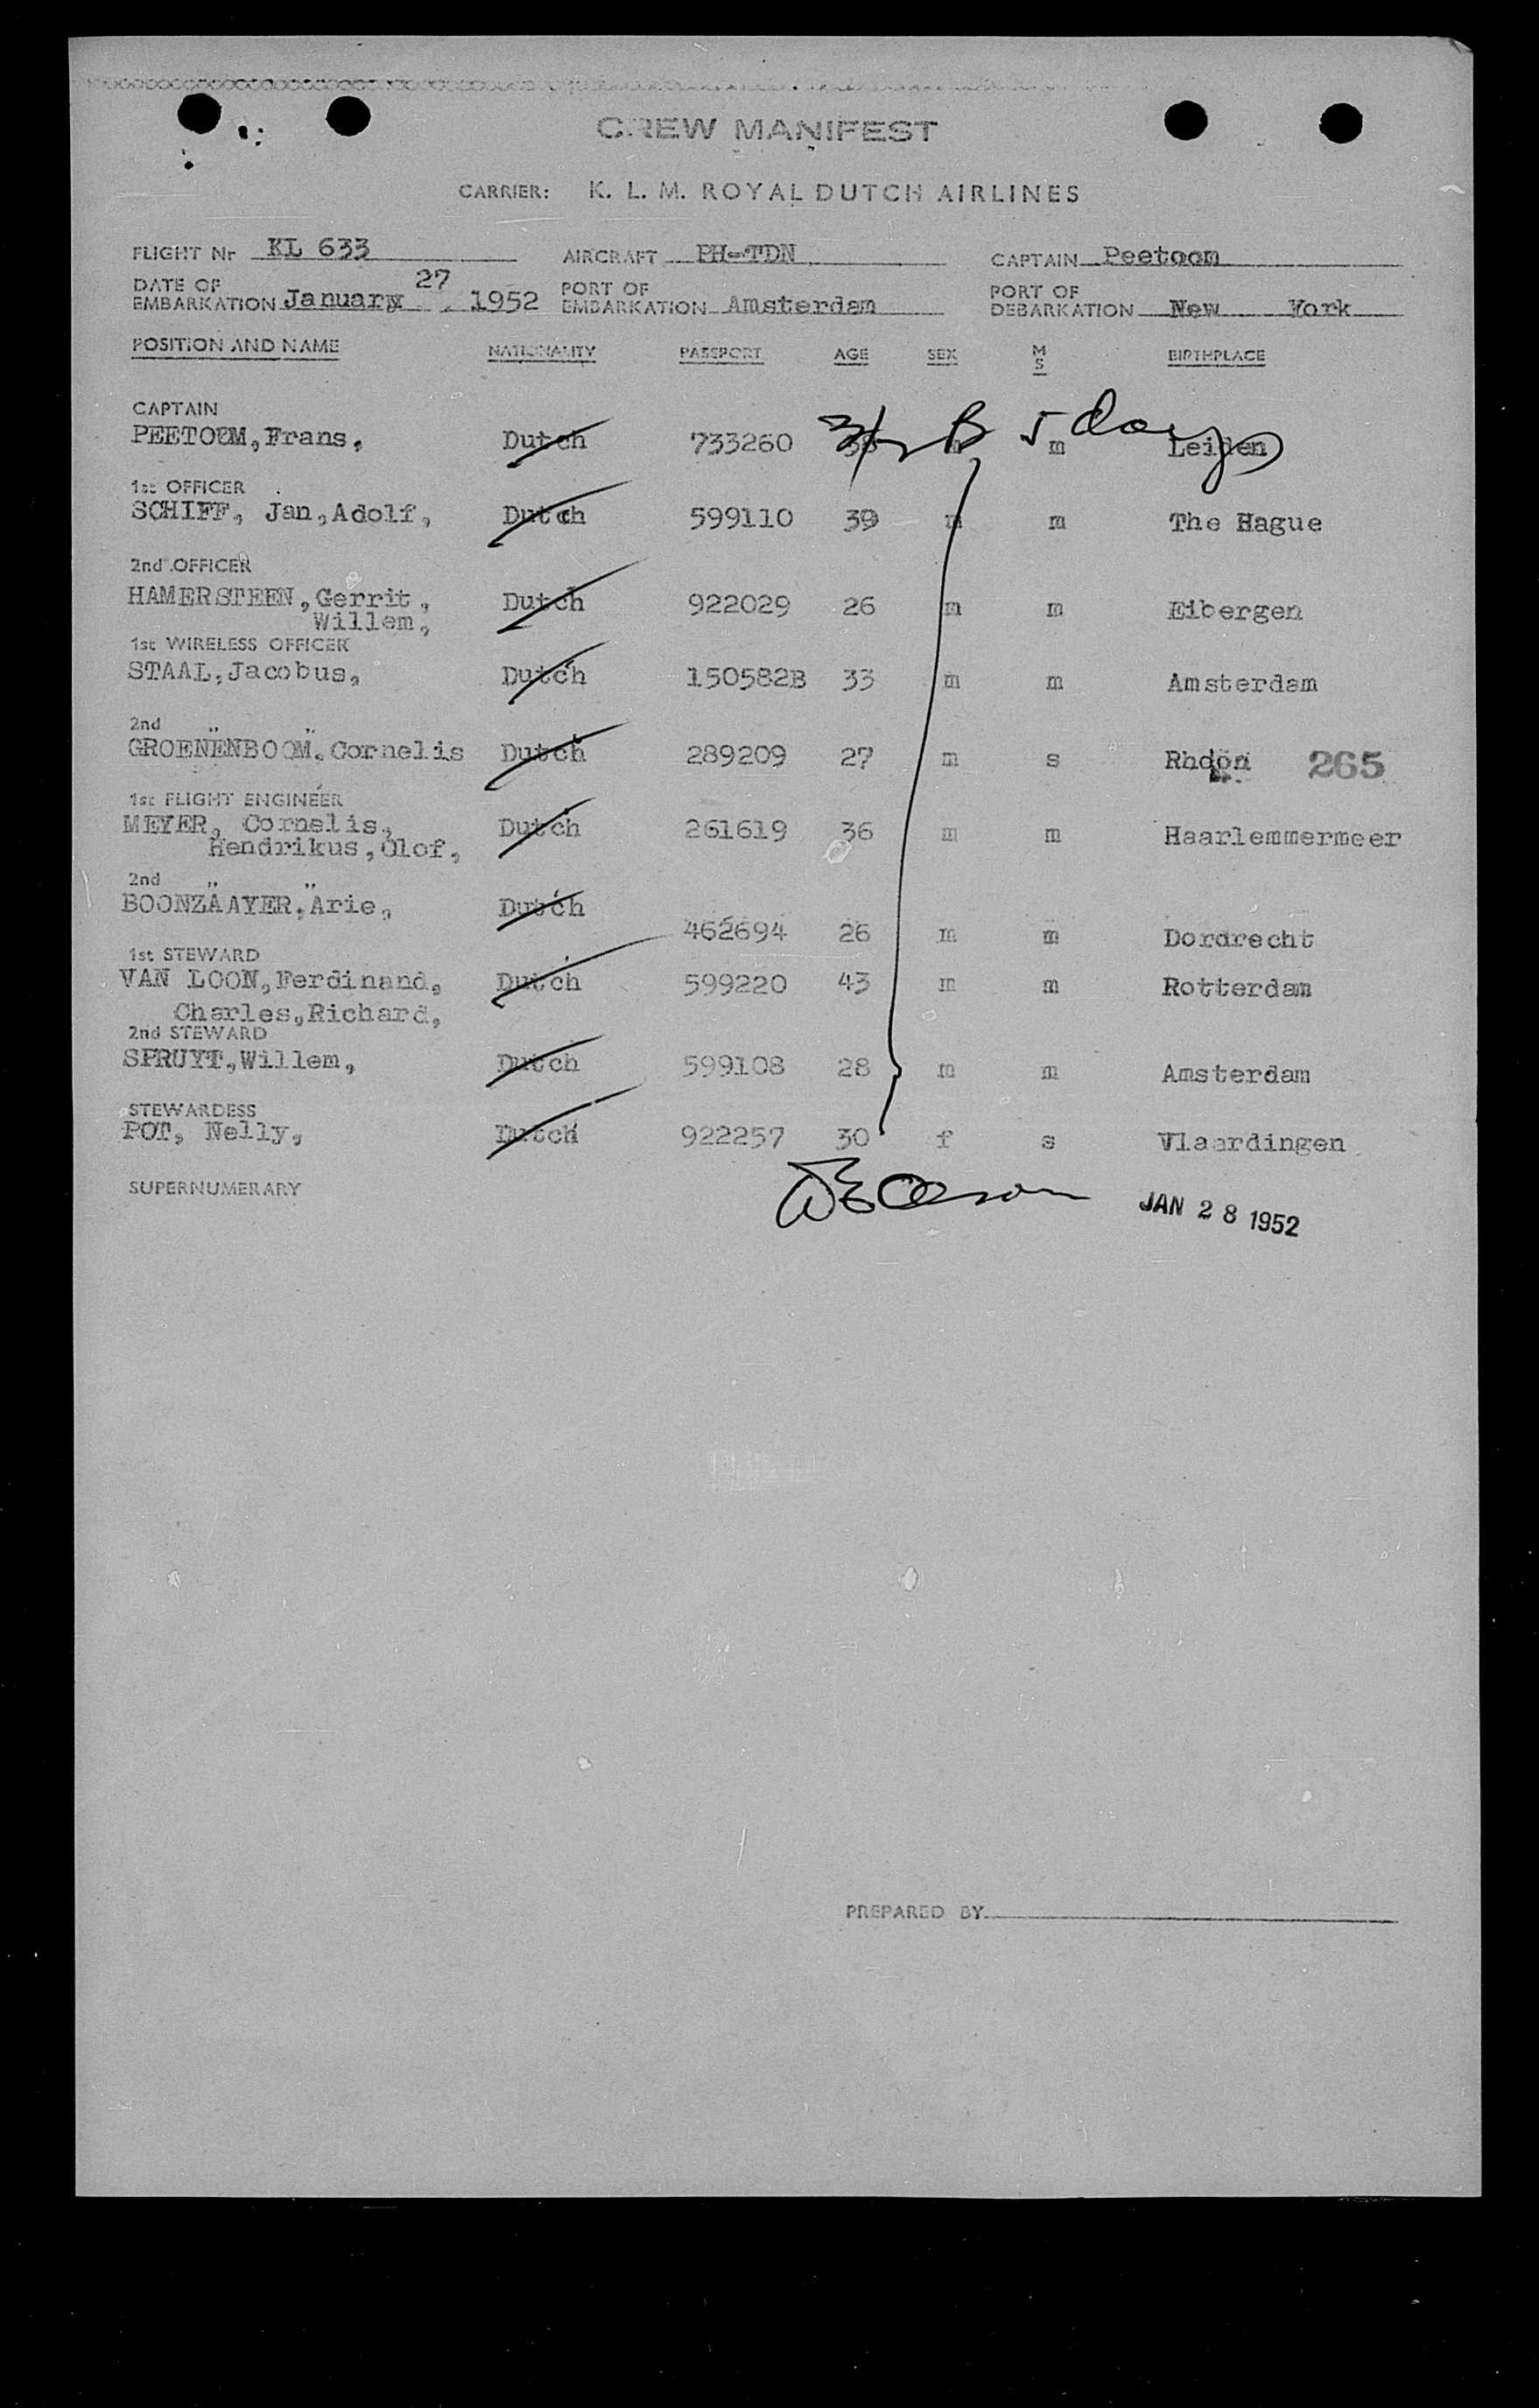 CREW MANIFEST
CARRIER: K. L. M. ROYAL DUTCH AIRLINES
FLIGHT Nr KL 633 AIRCRAFT PH-TDN CAPTAIN Peetoom
DATE OF EMBARKATION January 27, 1952 PORT OF EMBARKATION Amsterdam PORT OF DEBARKATION New York
POSITION AND NAME NATIONALITY PASSPORT AGE SEX M S BIRTHPLACE
CAPTAIN
PEETOOM, Frans, Dutch 733260 m Leiden
B 5 days
1st OFFICER
SCHIFF, Jan, Adolf, Dutch 599110 39 m m The Hague
2nd OFFICER
HAMERSTEEN, Gerrit, Dutch 922029 26 m m Eibergen
Willem,
1st WIRELESS OFFICER
STAAL, Jacobus, Dutch 150582B 33 m m Amsterdam
2nd " "
GROENENBOOM, Cornelis Dutch 289209 27 m s Rhoon 265
1st FLIGHT ENGINEER
MEYER, Cornelis, Dutch 261619 36 m m Haarlemmermeer
Hendrikus, Olof,
2nd " "
BOONZAAYER, Arie, Dutch
462694 26 m m Dordrecht
1st STEWARD
VAN LOON, Ferdinand, Dutch 599220 43 m m Rotterdam
Charles, Richard,
2nd STEWARD
SPRUYT, Willem, Dutch 599108 28 m m Amsterdam
STEWARDESS
POT, Nelly, Dutch 922257 30 f s Vlaardingen
SUPERNUMERARY
JAN 28 1952
PREPARED BY